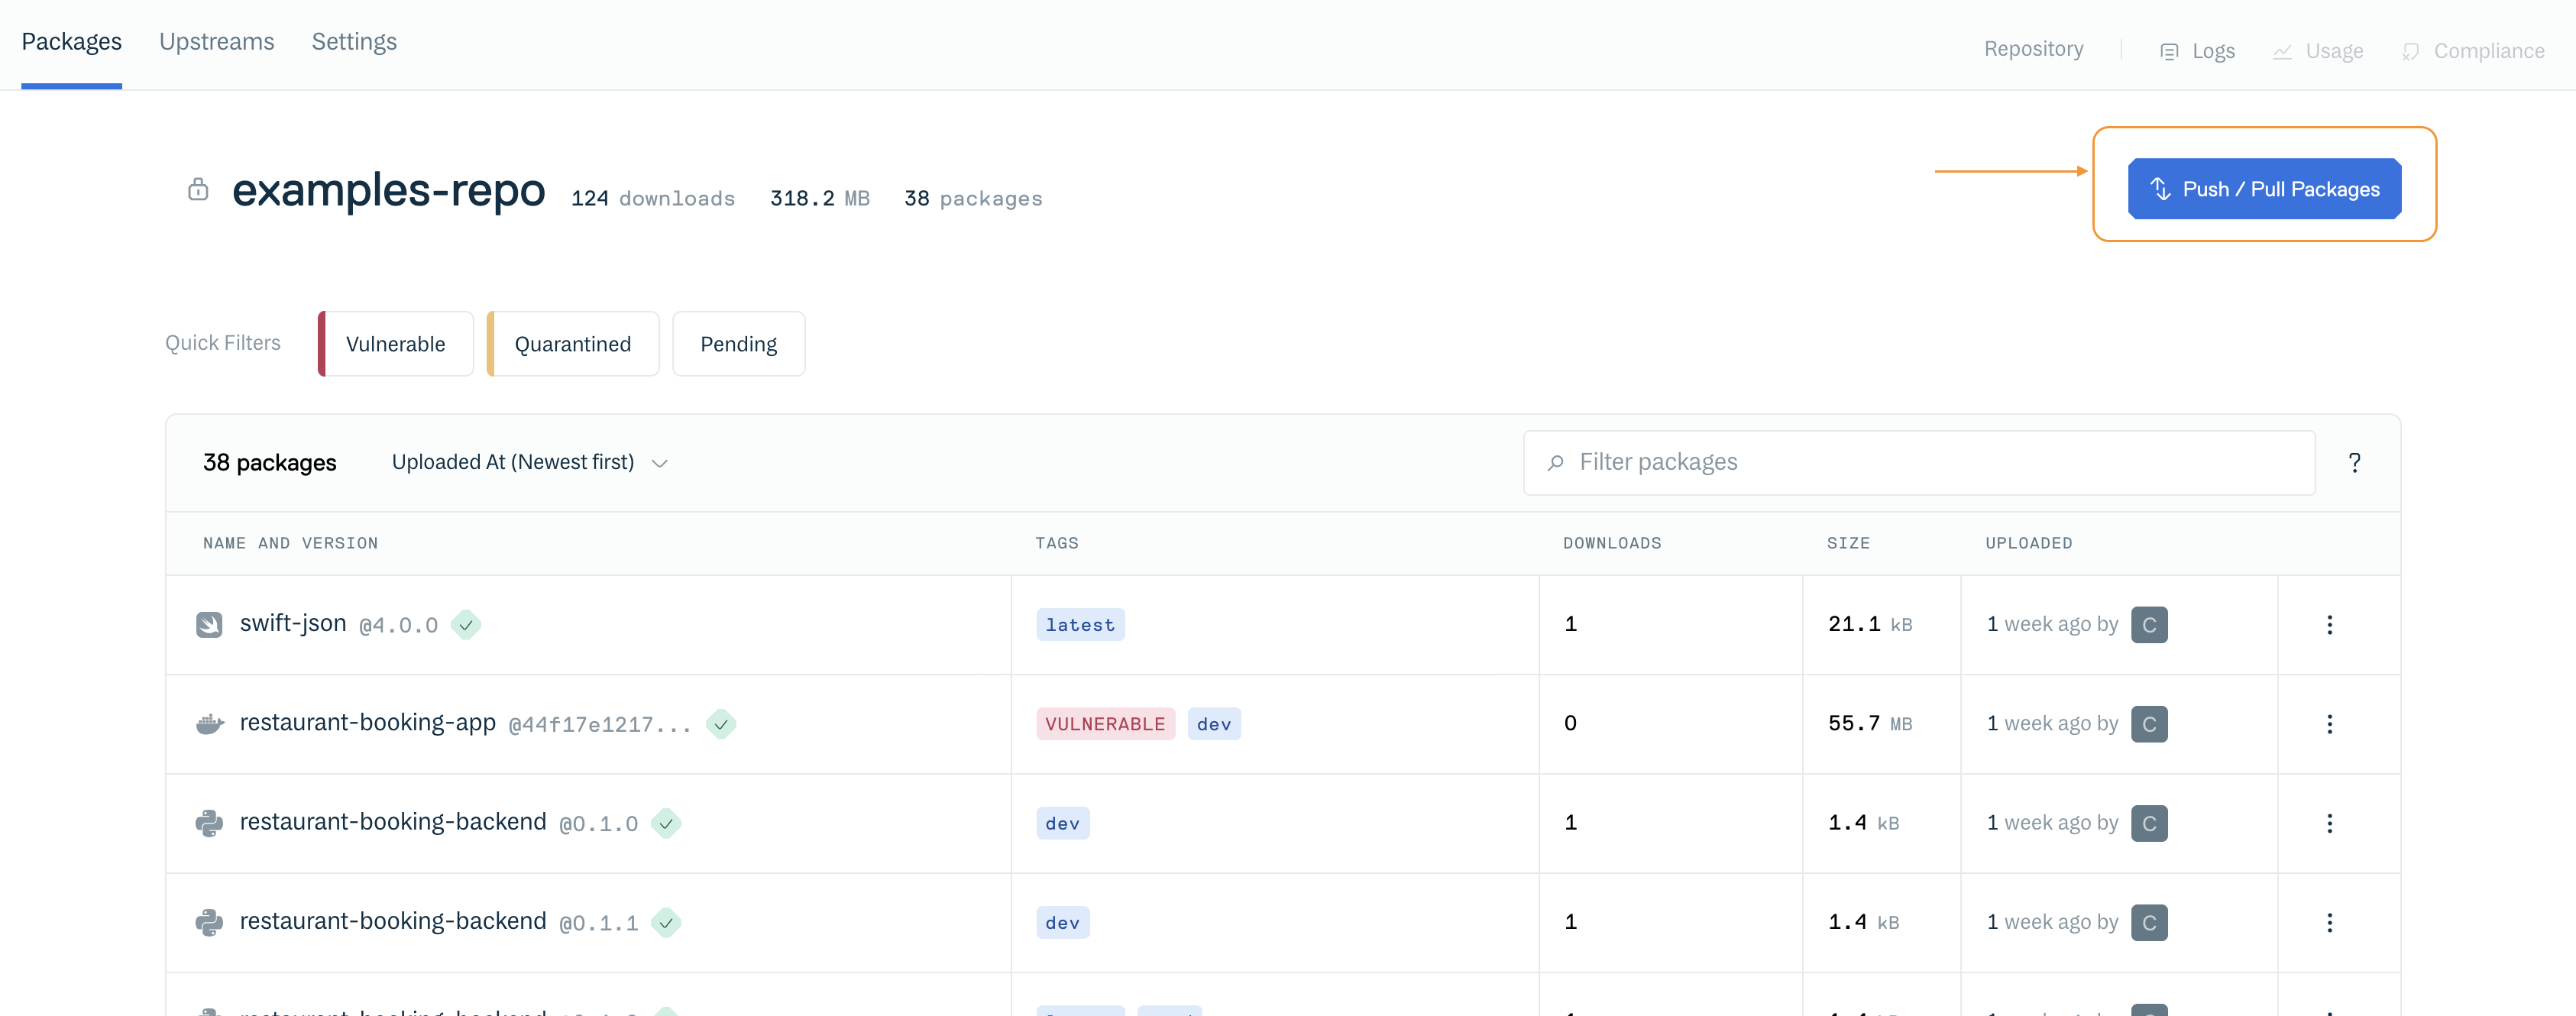 Packages Upstreams Settings Repository Logs Usage Compliance
examples-repo 124 downloads 318.2 MB 38 packages Push / Pull Packages
Quick Filters Vulnerable Quarantined Pending
38 packages Uploaded At (Newest first) Filter packages ?
NAME AND VERSION TAGS DOWNLOADS SIZE UPLOADED
swift-json @4.0.0 latest 1 21.1 kB 1 week ago by C
restaurant-booking-app @44f17e1217... VULNERABLE dev 0 55.7 MB 1 week ago by C
restaurant-booking-backend @0.1.0 dev 1 1.4 kB 1 week ago by C
restaurant-booking-backend @0.1.1 dev 1 1.4 kB 1 week ago by C